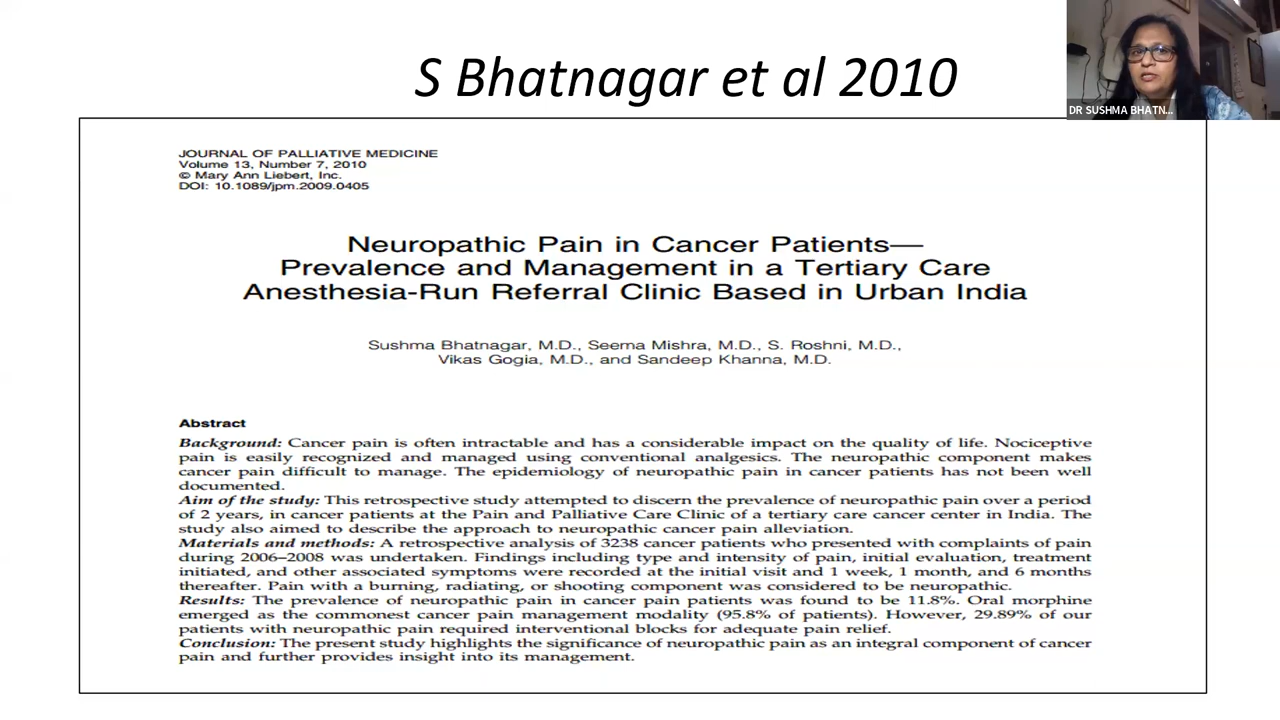 S Bhatnagar et al 2010
DR SUSHMA BHATN...
JOURNAL OF PALLIATIVE MEDICINE
Volume 13, Number 7, 2010
© Mary Ann Liebert, Inc.
DOI: 10.1089/jpm.2009.0405
Neuropathic Pain in Cancer Patients—
Prevalence and Management in a Tertiary Care
Anesthesia-Run Referral Clinic Based in Urban India
Sushma Bhatnagar, M.D., Seema Mishra, M.D., S. Roshni, M.D.,
Vikas Gogia, M.D., and Sandeep Khanna, M.D.
Abstract
Background: Cancer pain is often intractable and has a considerable impact on the quality of life. Nociceptive
pain is easily recognized and managed using conventional analgesics. The neuropathic component makes
cancer pain difficult to manage. The epidemiology of neuropathic pain in cancer patients has not been well
documented.
Aim of the study: This retrospective study attempted to discern the prevalence of neuropathic pain over a period
of 2 years, in cancer patients at the Pain and Palliative Care Clinic of a tertiary care cancer center in India. The
study also aimed to describe the approach to neuropathic cancer pain alleviation.
Materials and methods: A retrospective analysis of 3238 cancer patients who presented with complaints of pain
during 2006–2008 was undertaken. Findings including type and intensity of pain, initial evaluation, treatment
initiated, and other associated symptoms were recorded at the initial visit and 1 week, 1 month, and 6 months
thereafter. Pain with a burning, radiating, or shooting component was considered to be neuropathic.
Results: The prevalence of neuropathic pain in cancer pain patients was found to be 11.8%. Oral morphine
emerged as the commonest cancer pain management modality (95.8% of patients). However, 29.89% of our
patients with neuropathic pain required interventional blocks for adequate pain relief.
Conclusion: The present study highlights the significance of neuropathic pain as an integral component of cancer
pain and further provides insight into its management.